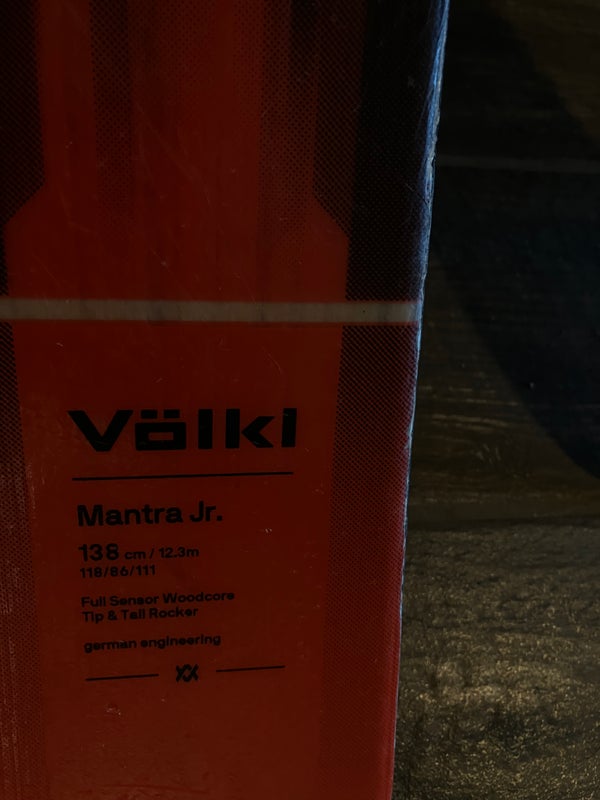 Völkl
Mantra Jr.
138 cm / 12.3m
118/86/111
Full Sensor Woodcore
Tip & Tail Rocker
german engineering